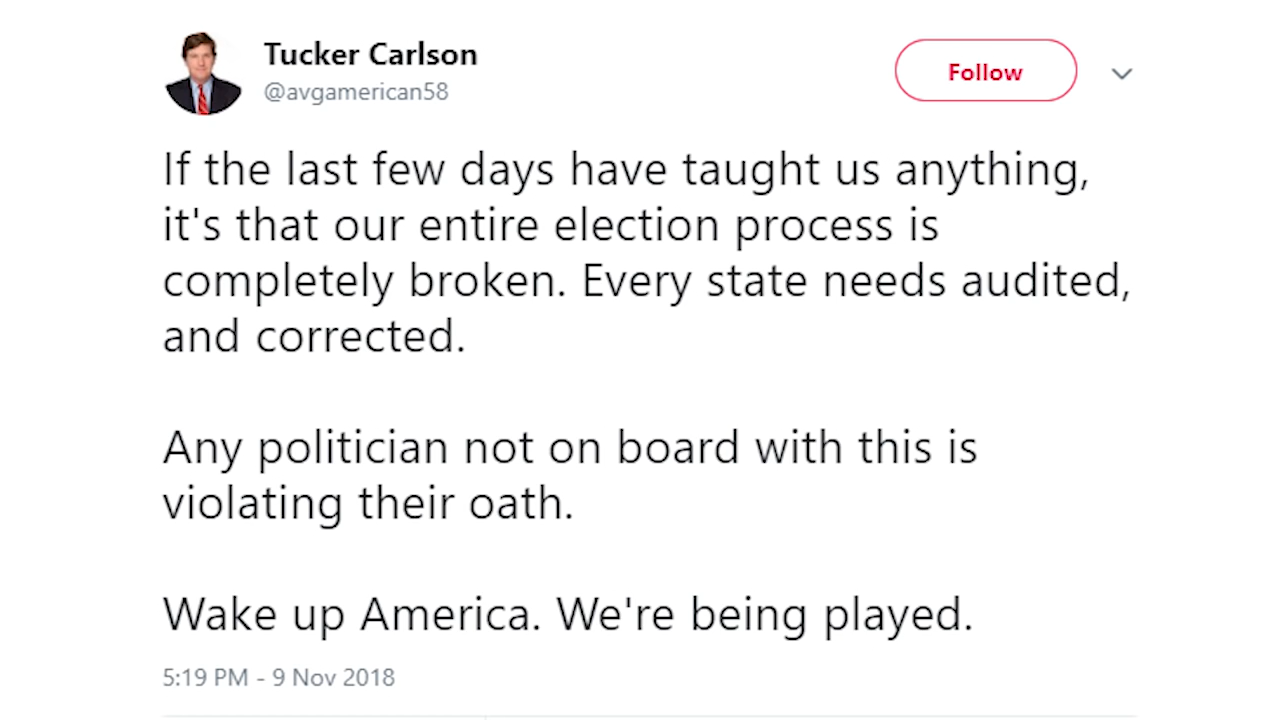 Tucker Carlson
@avgamerican58
Follow
If the last few days have taught us anything,
it's that our entire election process is
completely broken. Every state needs audited,
and corrected.
Any politician not on board with this is
violating their oath.
Wake up America. We're being played.
5:19 PM - 9 Nov 2018